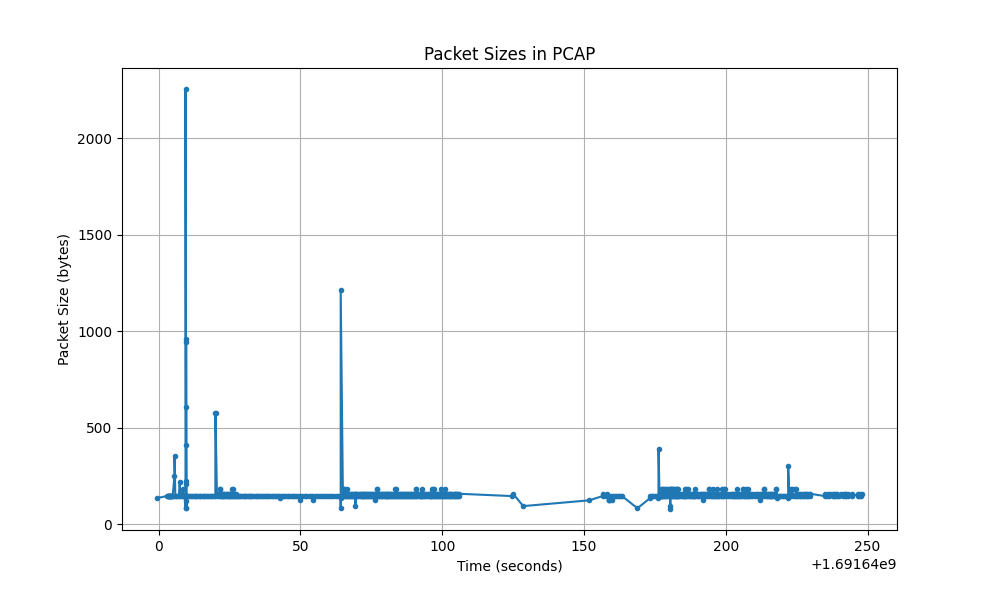 Packet Sizes in PCAP
Packet Size (bytes)
2000
1500
1000
500
0
0 50 100 150 200 250
Time (seconds)
+1.69164e9